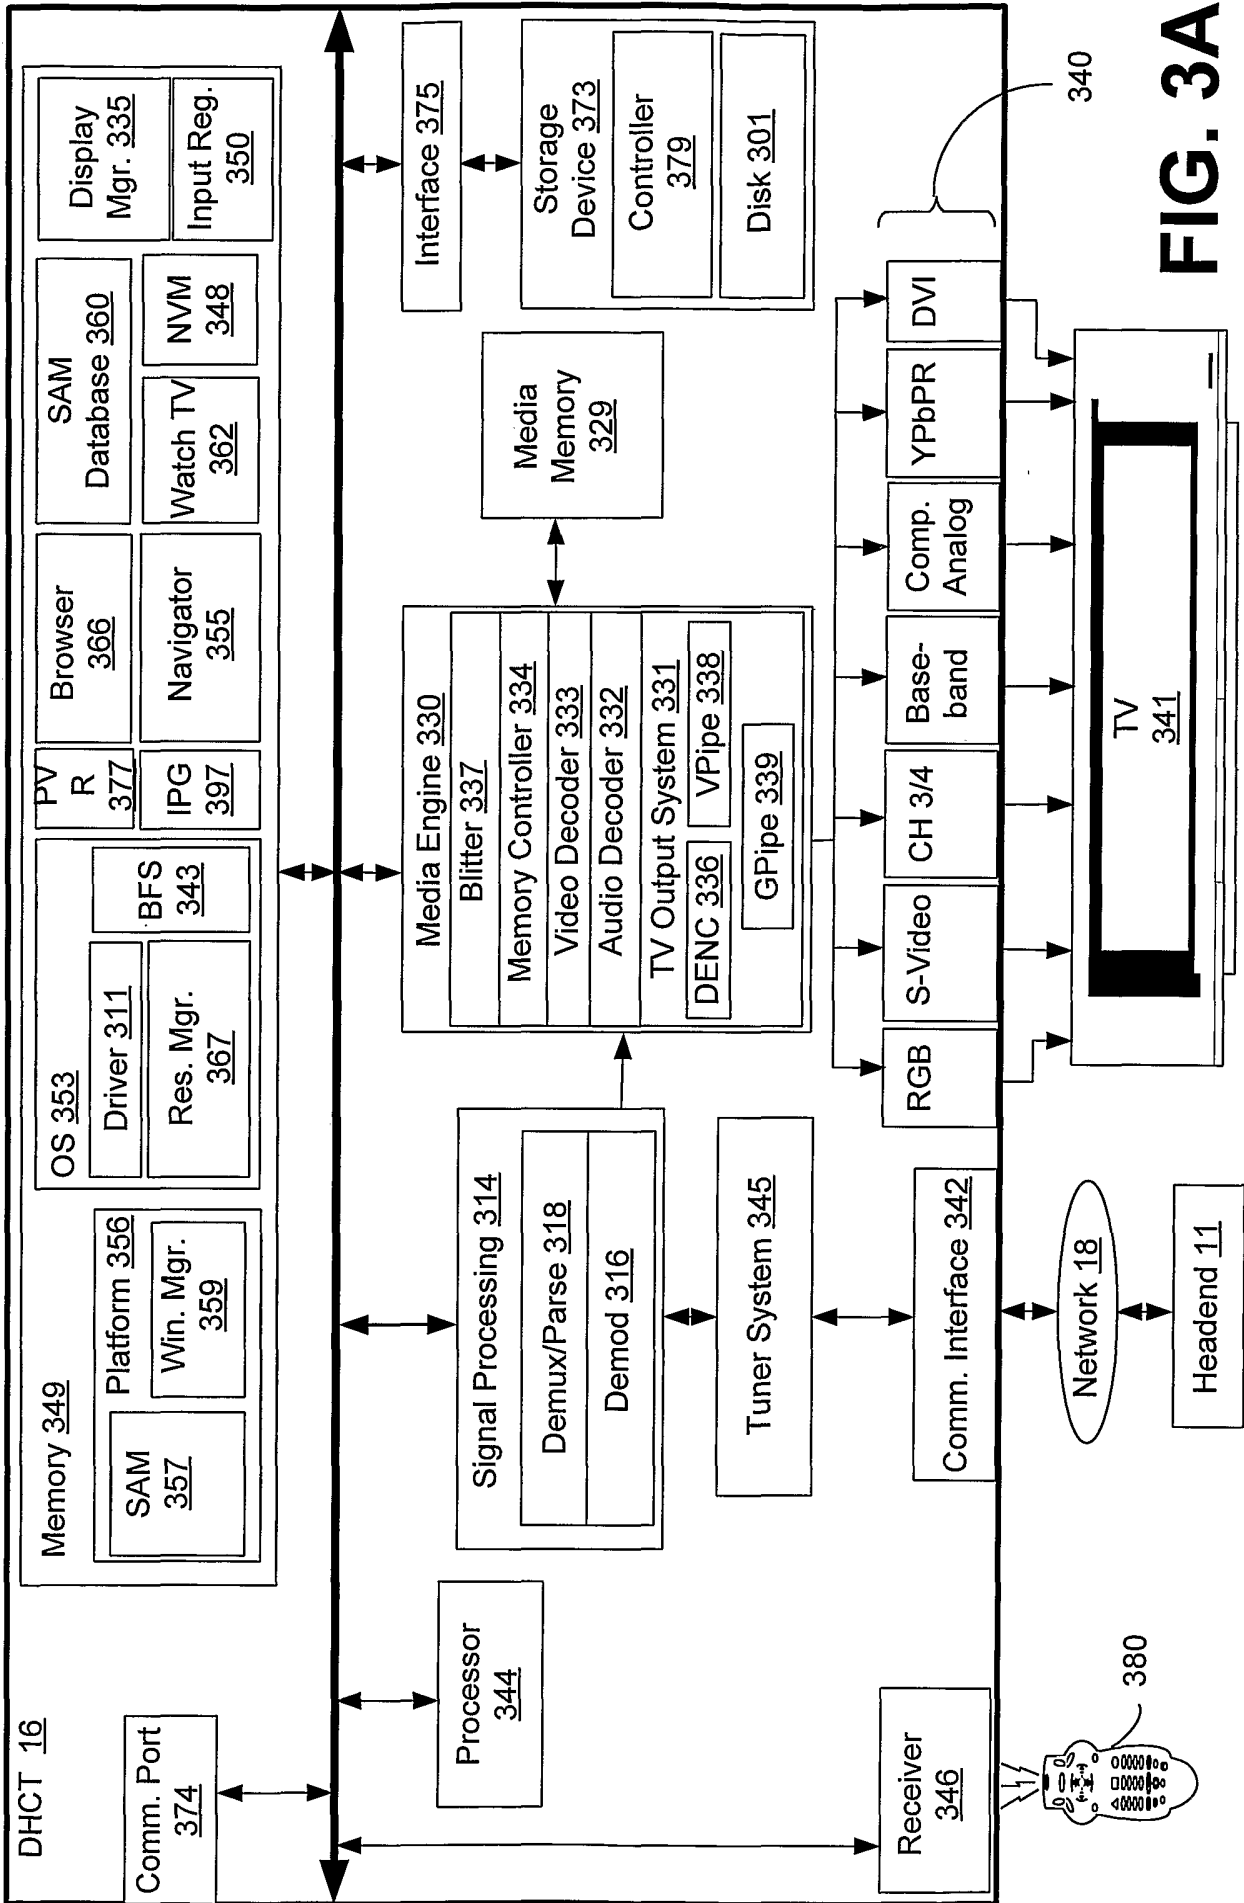 DHCT 16
Comm. Port
374
Memory 349
SAM
357
Platform 356
Win. Mgr.
359
OS 353
Driver 311
Res. Mgr.
367
BFS
343
PV
R
377
IPG
397
Browser
366
Navigator
355
SAM
Database 360
Watch TV
362
NVM
348
Display
Mgr. 335
Input Reg.
350
Processor
344
Signal Processing 314
Demux/Parse 318
Demod 316
Tuner System 345
Comm. Interface 342
Media Engine 330
Blitter 337
Memory Controller 334
Video Decoder 333
Audio Decoder 332
TV Output System 331
DENC 336
VPipe 338
GPipe 339
Media
Memory
329
Interface 375
Storage
Device 373
Controller
379
Disk 301
Receiver
346
RGB
S-Video
CH 3/4
Base-
band
Comp.
Analog
YPbPR
DVI
340
380
Network 18
Headend 11
TV
341
FIG. 3A